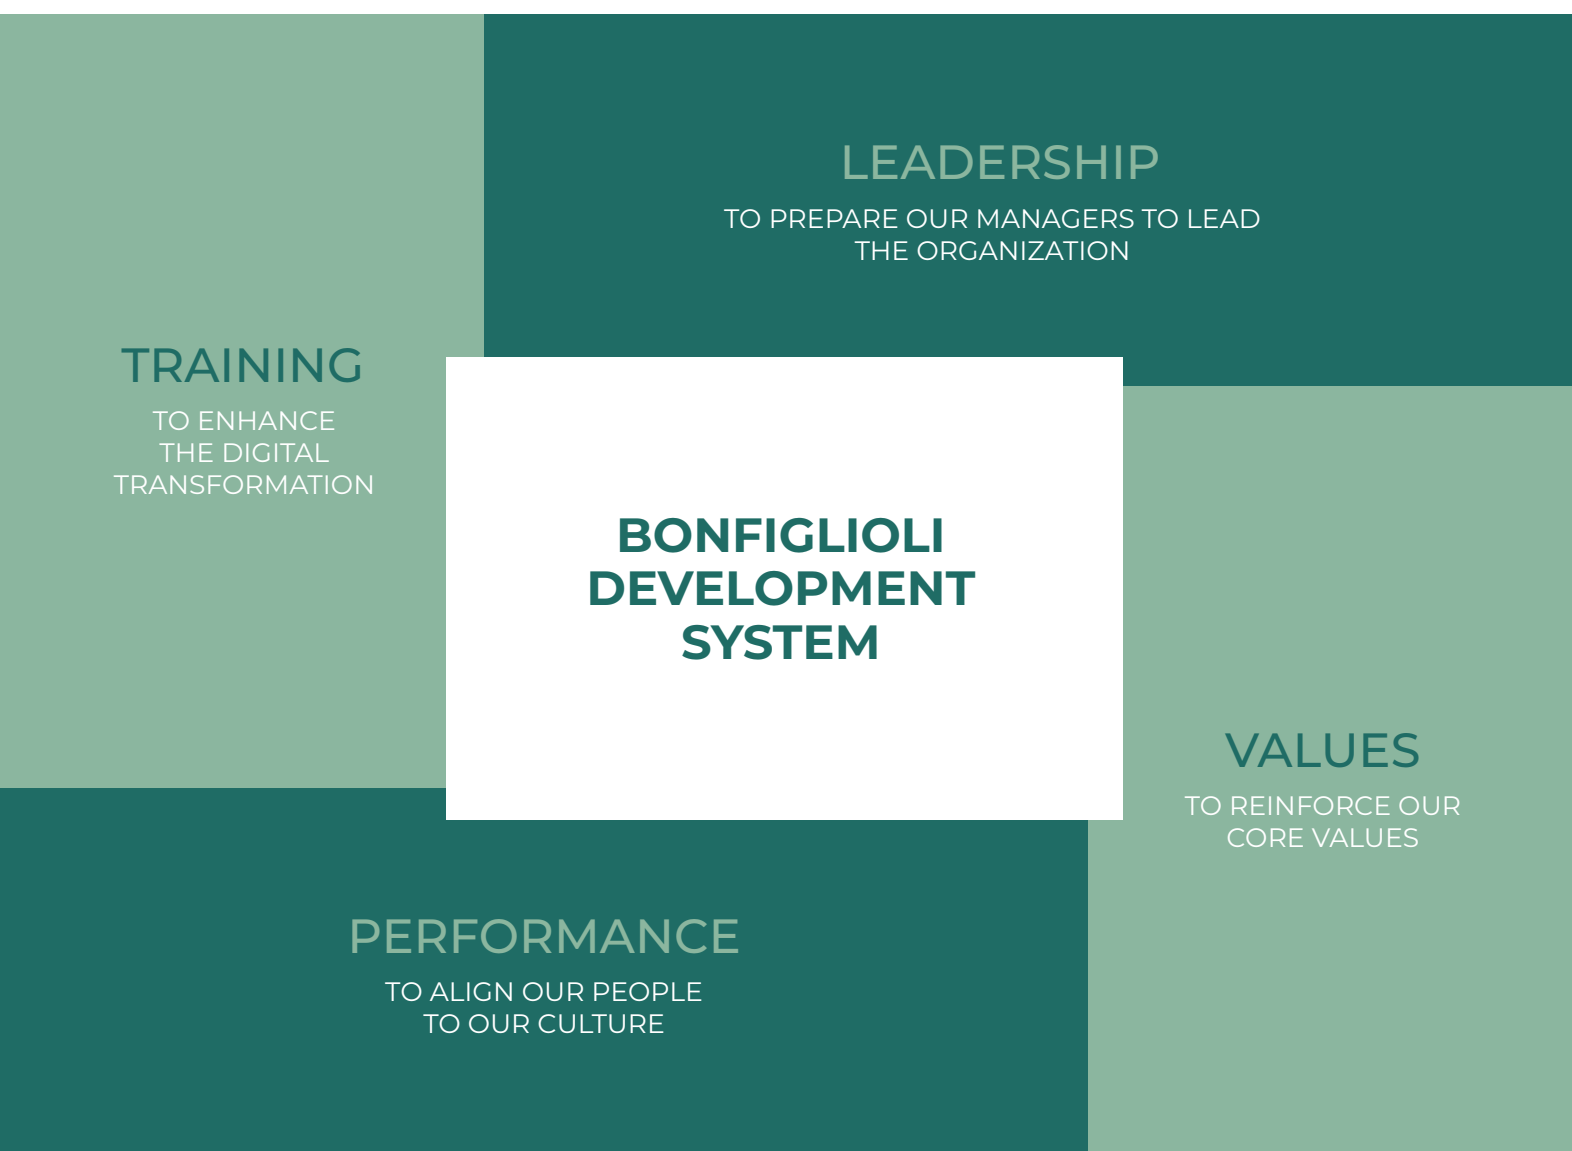 LEADERSHIP
TO PREPARE OUR MANAGERS TO LEAD
THE ORGANIZATION
TRAINING
TO ENHANCE
THE DIGITAL
TRANSFORMATION
BONFIGLIOLI
DEVELOPMENT
SYSTEM
VALUES
TO REINFORCE OUR
CORE VALUES
PERFORMANCE
TO ALIGN OUR PEOPLE
TO OUR CULTURE